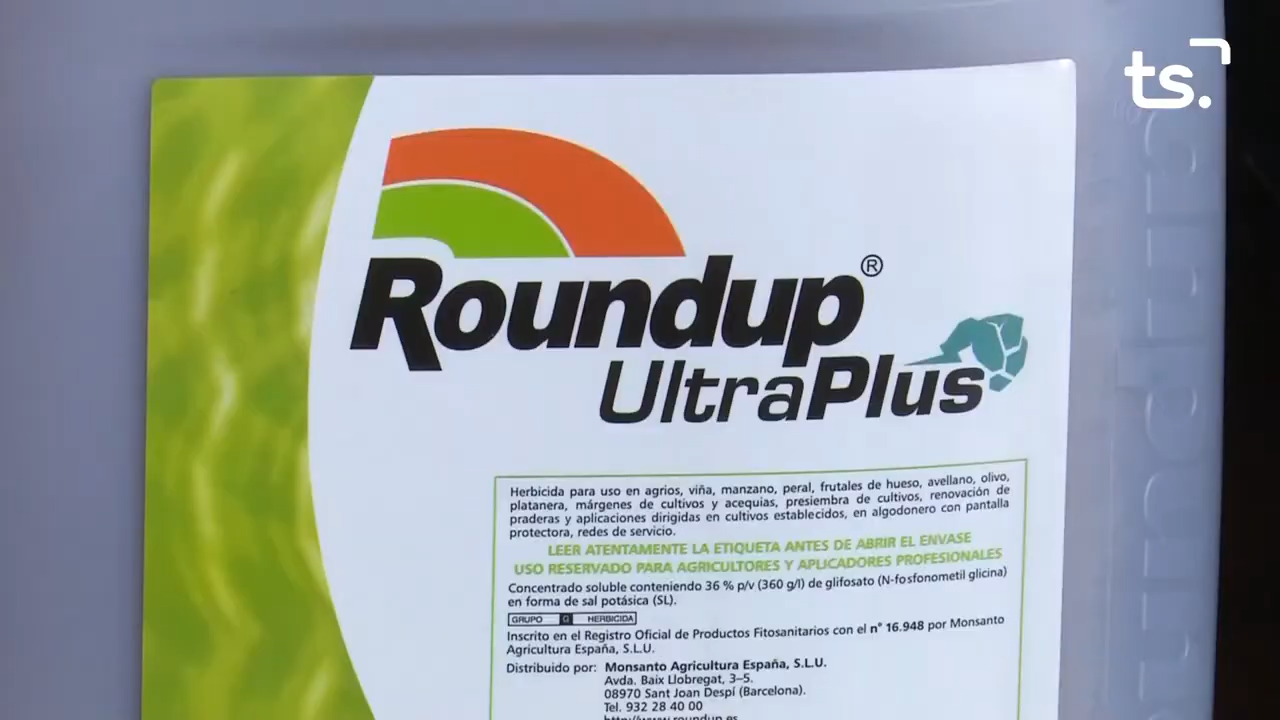 ts.
Roundup®
UltraPlus
Herbicida para uso en agrios, viña, manzano, peral, frutales de hueso, avellano, olivo,
platanera, márgenes de cultivos y acequias, presiembra de cultivos, renovación de
praderas y aplicaciones dirigidas en cultivos establecidos, en algodonero con pantalla
protectora, redes de servicio.
LEER ATENTAMENTE LA ETIQUETA ANTES DE ABRIR EL ENVASE
USO RESERVADO PARA AGRICULTORES Y APLICADORES PROFESIONALES
Concentrado soluble conteniendo 36 % p/v (360 g/l) de glifosato (N-fosfonometil glicina)
en forma de sal potásica (SL).
GRUPO G HERBICIDA
Inscrito en el Registro Oficial de Productos Fitosanitarios con el n° 16.948 por Monsanto
Agricultura España, S.L.U.
Distribuido por: Monsanto Agricultura España, S.L.U.
Avda. Baix Llobregat, 3–5.
08970 Sant Joan Despí (Barcelona).
Tel. 932 28 40 00
http://www.roundup.es